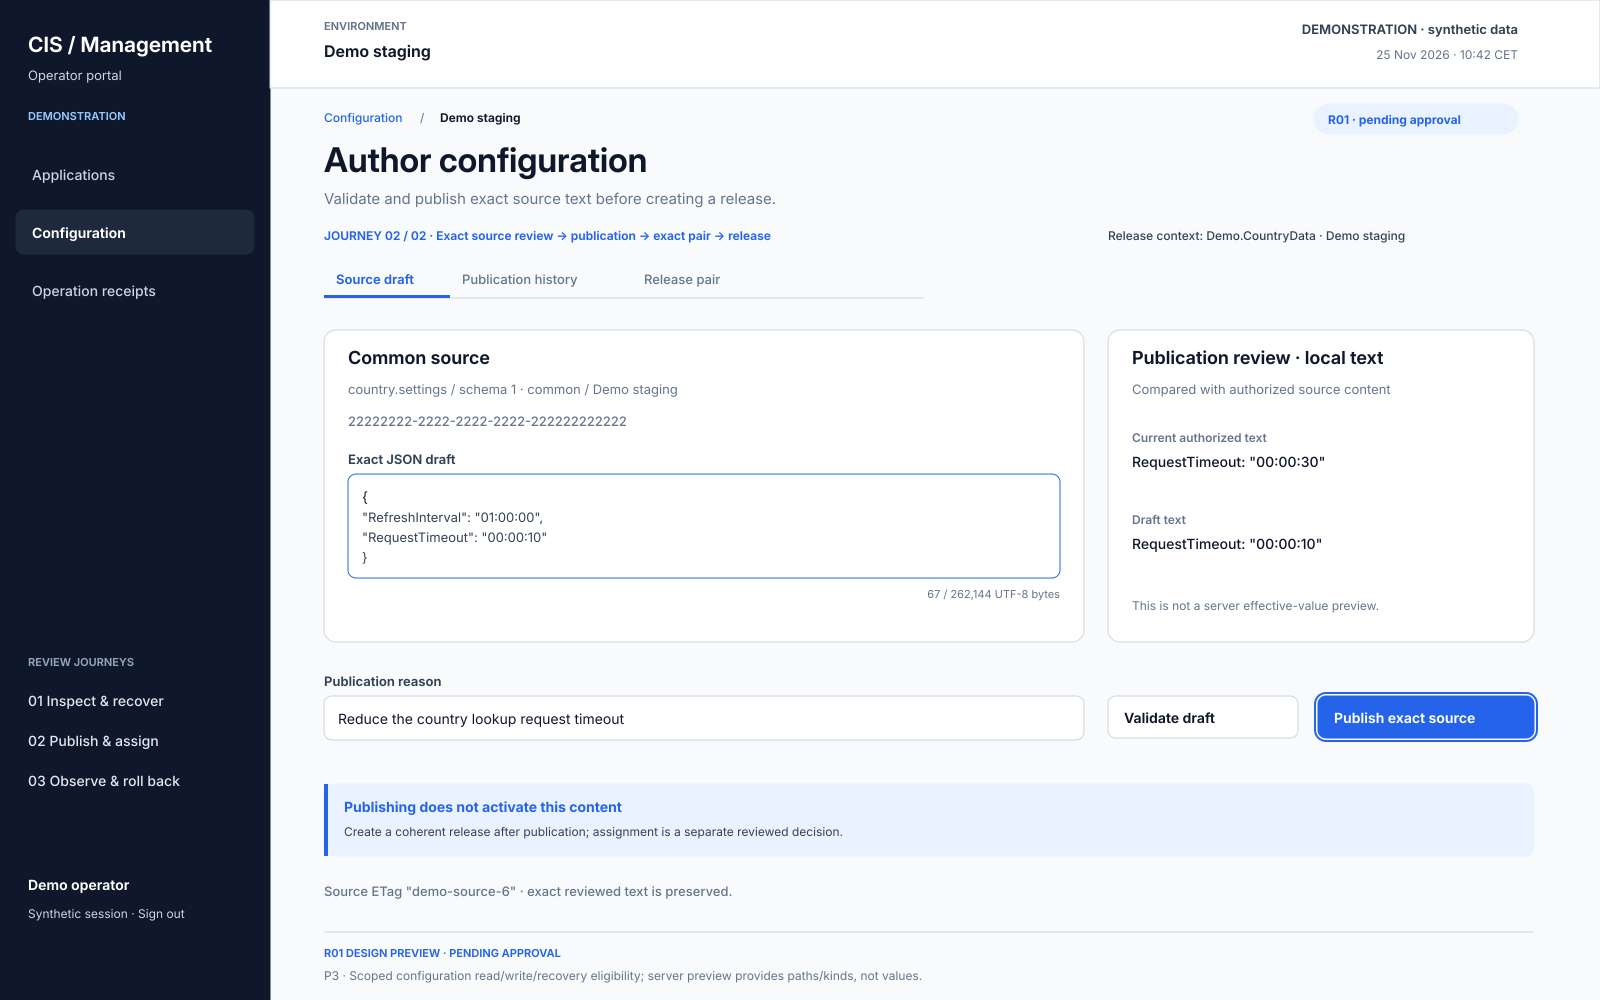 CIS / Management
Operator portal
DEMONSTRATION
Applications
Configuration
Operation receipts
REVIEW JOURNEYS
01 Inspect & recover
02 Publish & assign
03 Observe & roll back
Demo operator
Synthetic session · Sign out
ENVIRONMENT
Demo staging
DEMONSTRATION · synthetic data
25 Nov 2026 · 10:42 CET
Configuration / Demo staging
R01 · pending approval
Author configuration
Validate and publish exact source text before creating a release.
JOURNEY 02 / 02 · Exact source review → publication → exact pair → release
Release context: Demo.CountryData · Demo staging
Source draft
Publication history
Release pair
Common source
country.settings / schema 1 · common / Demo staging
22222222-2222-2222-2222-222222222222
Exact JSON draft
{
"RefreshInterval": "01:00:00",
"RequestTimeout": "00:00:10"
}
67 / 262,144 UTF-8 bytes
Publication review · local text
Compared with authorized source content
Current authorized text
RequestTimeout: "00:00:30"
Draft text
RequestTimeout: "00:00:10"
This is not a server effective-value preview.
Publication reason
Reduce the country lookup request timeout
Validate draft
Publish exact source
Publishing does not activate this content
Create a coherent release after publication; assignment is a separate reviewed decision.
Source ETag "demo-source-6" · exact reviewed text is preserved.
R01 DESIGN PREVIEW · PENDING APPROVAL
P3 · Scoped configuration read/write/recovery eligibility; server preview provides paths/kinds, not values.